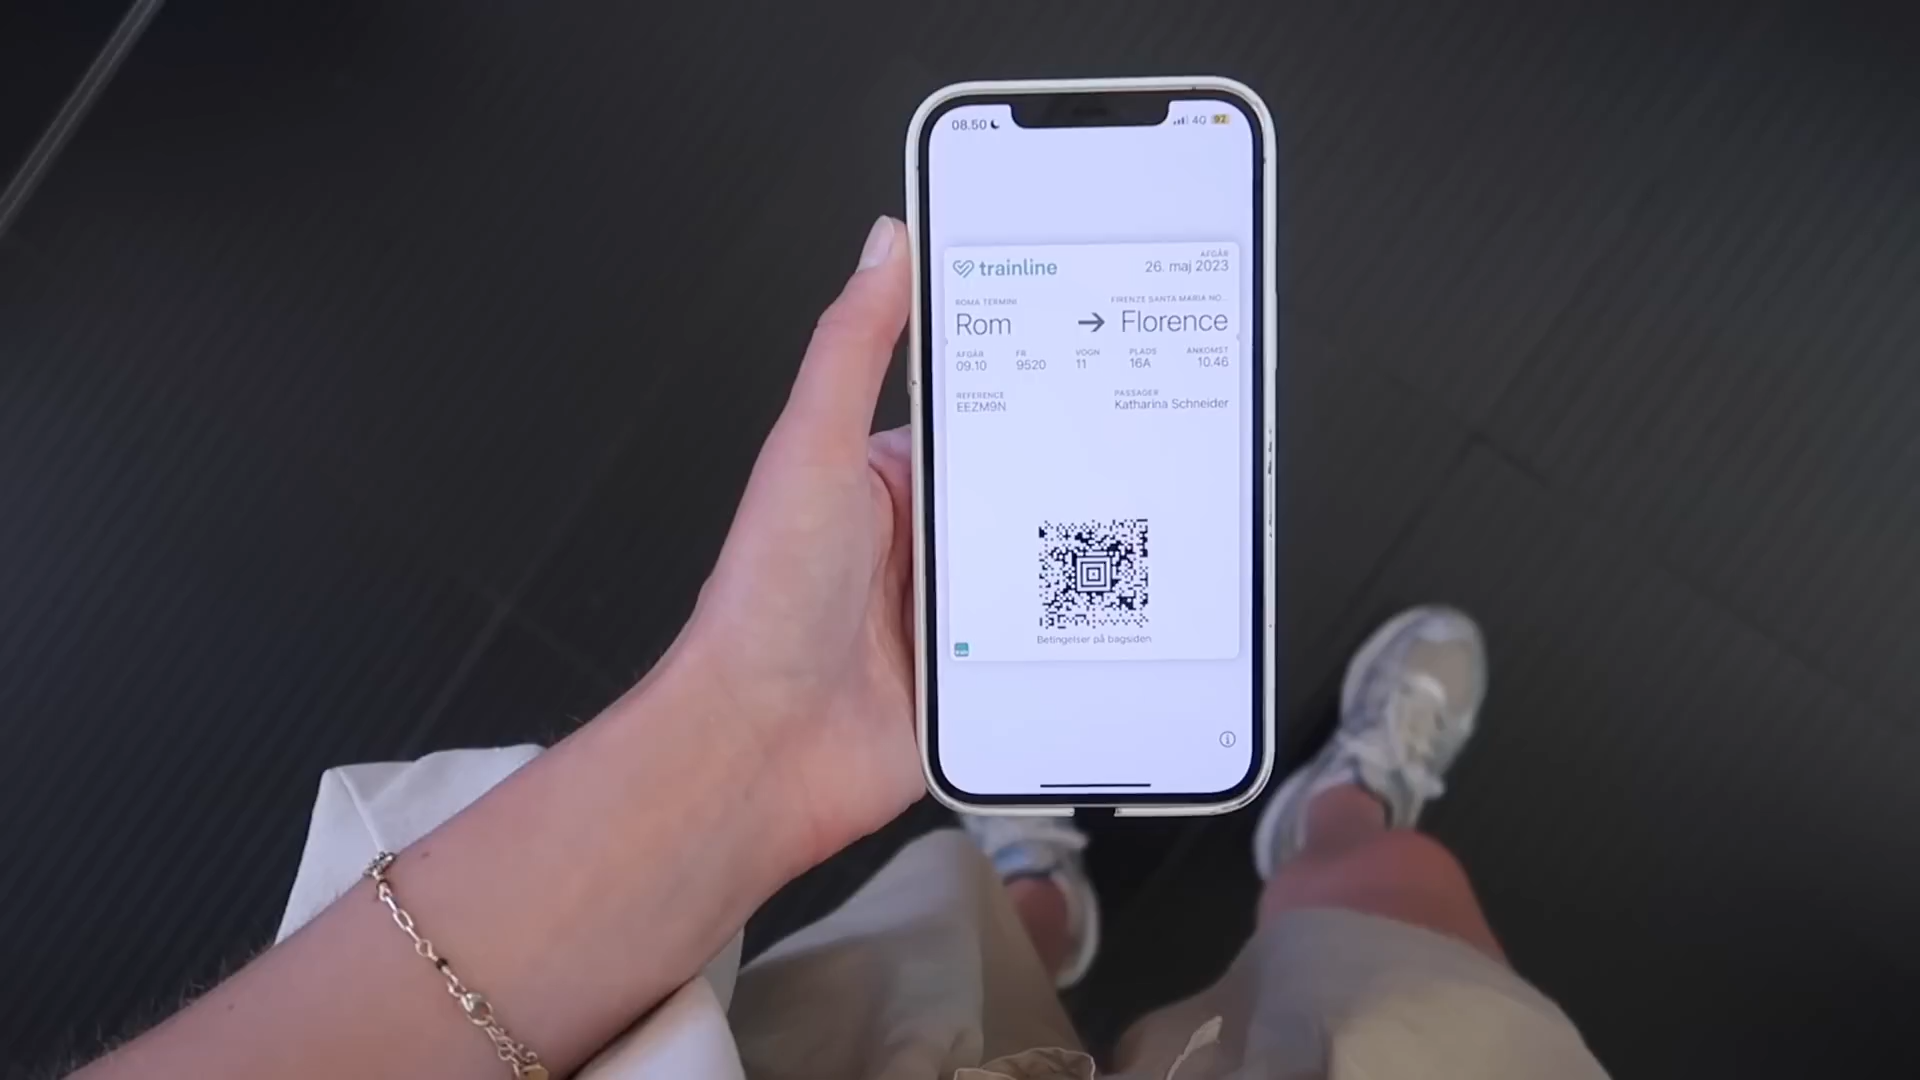 08.50
4G 92
trainline
AFGÅR
26. maj 2023
ROMA TERMINI
FIRENZE SANTA MARIA NO...
Rom → Florence
AFGÅR FR VOGN PLADS ANKOMST
09.10 9520 11 16A 10.46
REFERENCE PASSAGER
EEZM9N Katharina Schneider
Betingelser på bagsiden